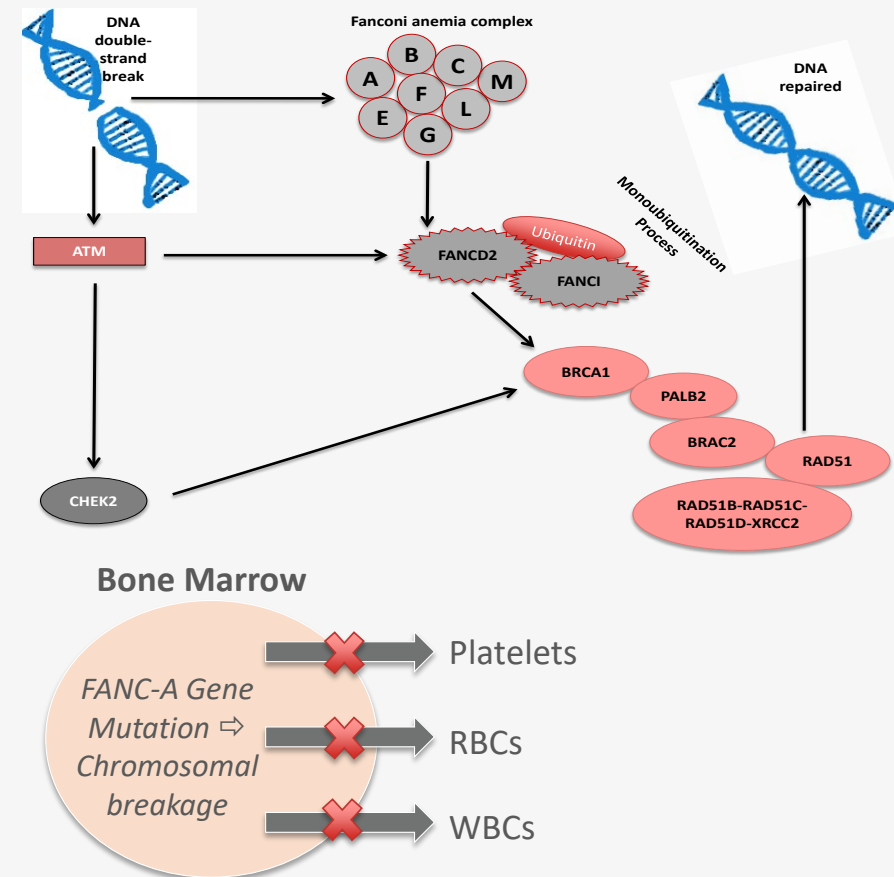 DNA
double-
strand
break
Fanconi anemia complex
B
A
C
M
F
E
L
G
DNA
repaired
Monoubiquitination
Process
ATM
Ubiquitin
FANCD2
FANCI
BRCA1
PALB2
BRAC2
RAD51
CHEK2
RAD51B-RAD51C-
RAD51D-XRCC2
Bone Marrow
FANC-A Gene
Mutation ⇨
Chromosomal
breakage
Platelets
RBCs
WBCs